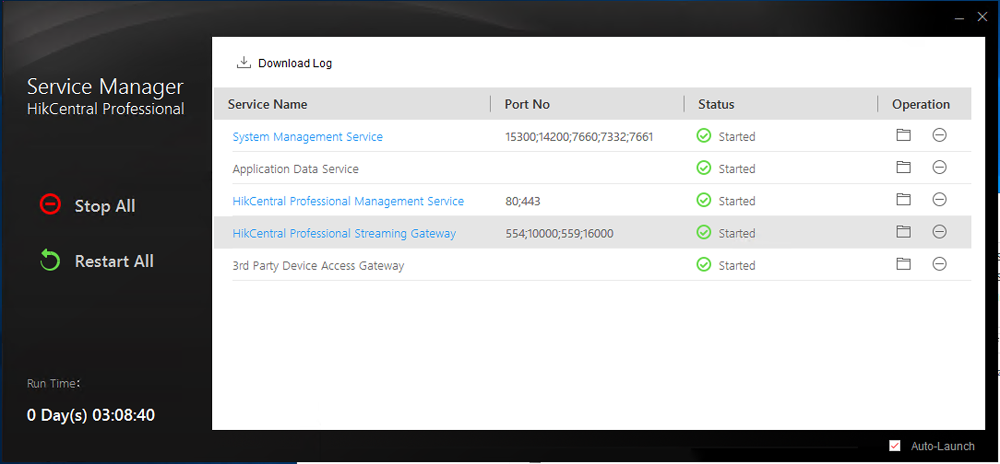 Service Manager
HikCentral Professional
Stop All
Restart All
Run Time:
0 Day(s) 03:08:40
Download Log
Service Name Port No Status Operation
System Management Service 15300;14200;7660;7332;7661 Started
Application Data Service Started
HikCentral Professional Management Service 80;443 Started
HikCentral Professional Streaming Gateway 554;10000;559;16000 Started
3rd Party Device Access Gateway Started
Auto-Launch